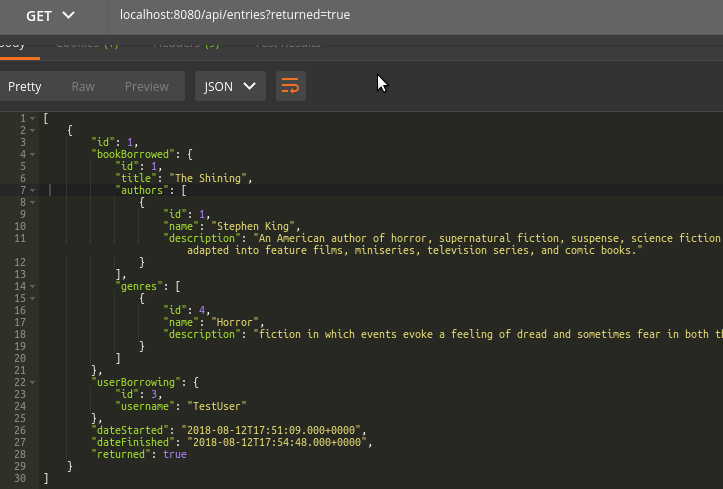 GET localhost:8080/api/entries?returned=true
Body Cookies (1) Headers Test Results
Pretty Raw Preview JSON
1 [
2 {
3 "id": 1,
4 "bookBorrowed": {
5 "id": 1,
6 "title": "The Shining",
7 "authors": [
8 {
9 "id": 1,
10 "name": "Stephen King",
11 "description": "An American author of horror, supernatural fiction, suspense, science fiction
adapted into feature films, miniseries, television series, and comic books."
12 }
13 ],
14 "genres": [
15 {
16 "id": 4,
17 "name": "Horror",
18 "description": "fiction in which events evoke a feeling of dread and sometimes fear in both th
19 }
20 ]
21 },
22 "userBorrowing": {
23 "id": 3,
24 "username": "TestUser"
25 },
26 "dateStarted": "2018-08-12T17:51:09.000+0000",
27 "dateFinished": "2018-08-12T17:54:48.000+0000",
28 "returned": true
29 }
30 ]